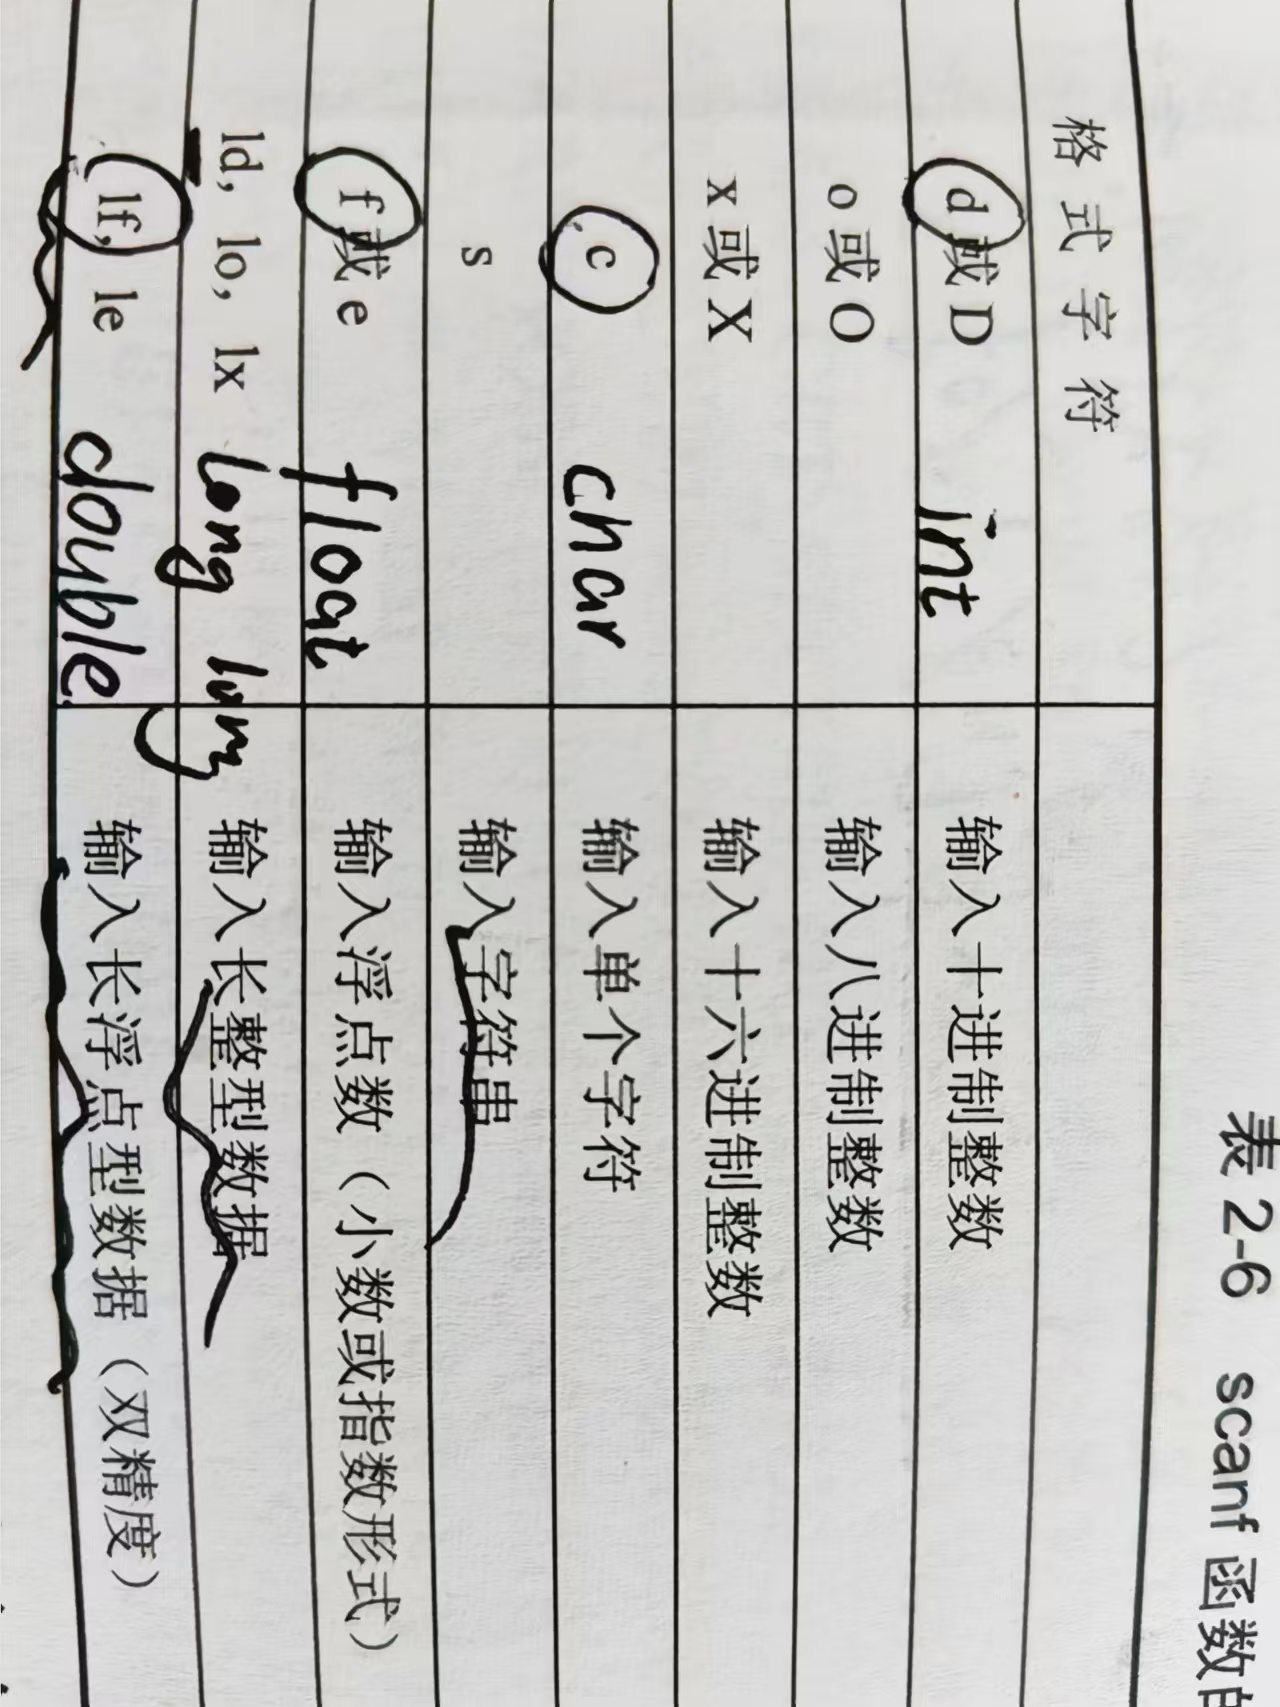 表 2-6 scanf 函数的
格 式 字 符
d 或 D int 输入十进制整数
o 或 O 输入八进制整数
x 或 X 输入十六进制整数
c char 输入单个字符
s 输入字符串
f 或 e float 输入浮点数（小数或指数形式）
ld， lo， lx long long 输入长整型数据
lf， le double 输入长浮点型数据（双精度）